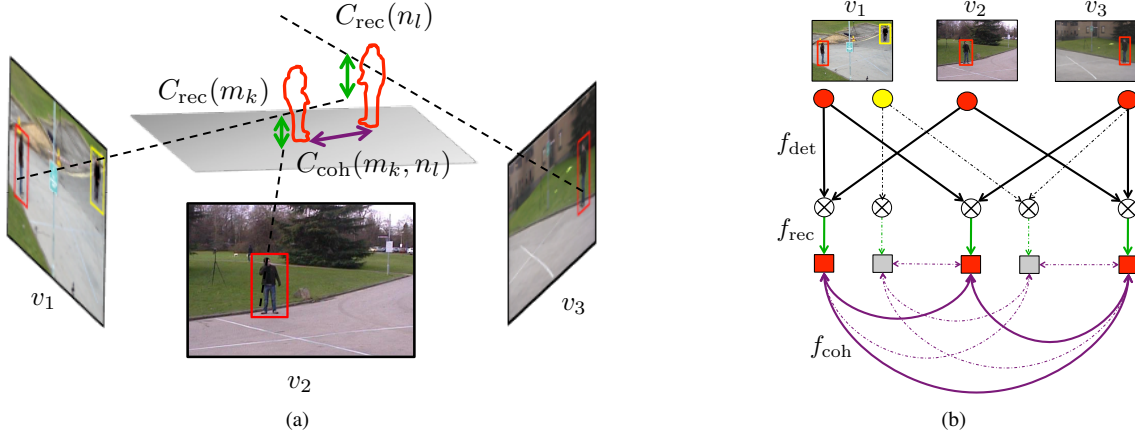 C_rec(n_l)
C_rec(m_k)
C_coh(m_k, n_l)
v_1
v_2
v_3
(a)
v_1
v_2
v_3
f_det
f_rec
f_coh
(b)